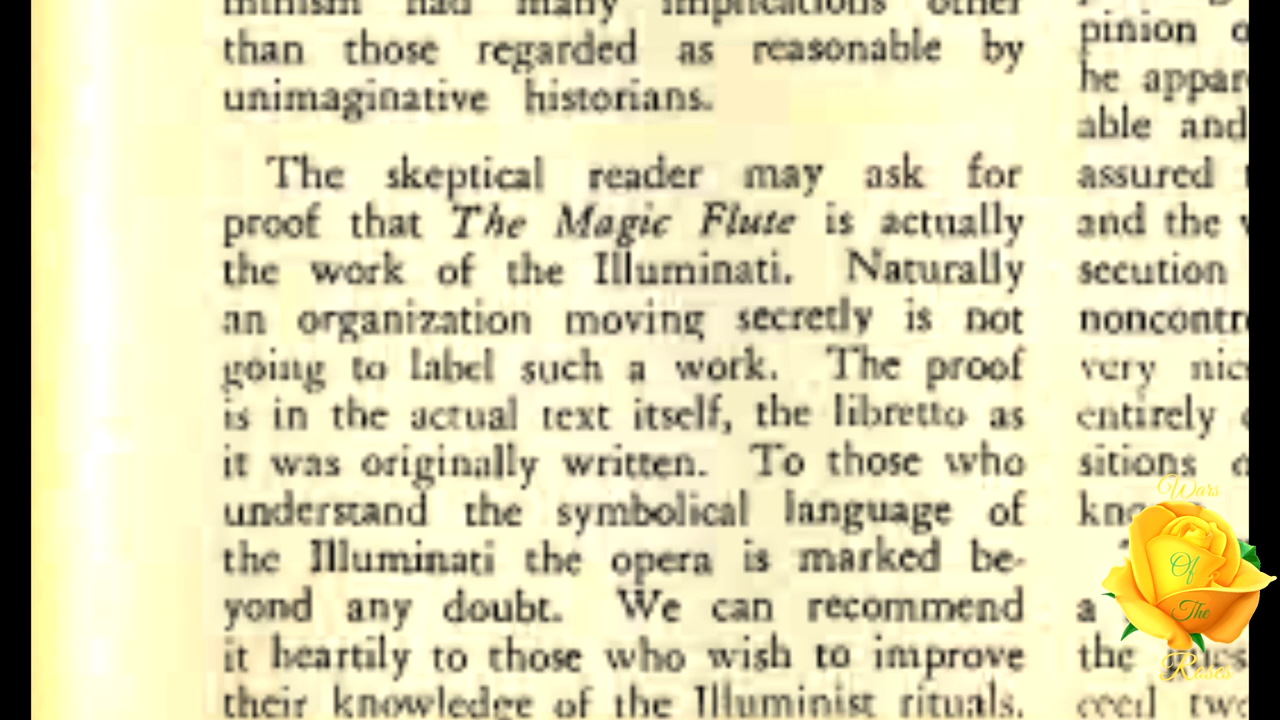 minism had many implications other
than those regarded as reasonable by
unimaginative historians.
The skeptical reader may ask for
proof that The Magic Flute is actually
the work of the Illuminati. Naturally
an organization moving secretly is not
going to label such a work. The proof
is in the actual text itself, the libretto as
it was originally written. To those who
understand the symbolical language of
the Illuminati the opera is marked be-
yond any doubt. We can recommend
it heartily to those who wish to improve
their knowledge of the Illuminist rituals.
pinion
he appar
able and
assured
and the
secution
noncontr
very nic
entirely
sitions
kno
a
the
ceed two
Wars
Of
The
Roses